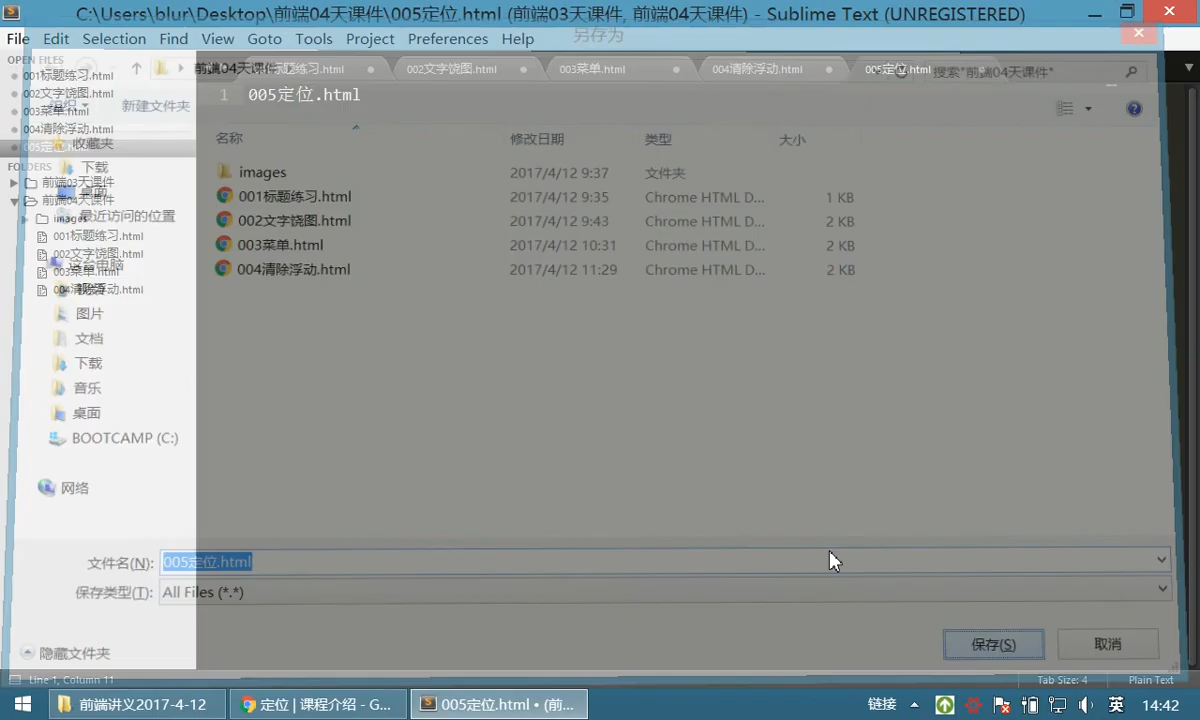 C:\Users\blur\Desktop\前端04天课件\005定位.html (前端03天课件, 前端04天课件) - Sublime Text (UNREGISTERED)
File Edit Selection Find View Goto Tools Project Preferences Help
另存为
OPEN FILES
001标题练习.html
002文字饶图.html
003菜单.html
004清除浮动.html
FOLDERS
前端03天课件
前端04天课件
images
001标题练习.html
002文字饶图.html
003菜单.html
004清除浮动.html
前端04天课件
002文字饶图.html
003菜单.html
004清除浮动.html
005定位.html
搜索"前端04天课件"
1 005定位.html
组织 新建文件夹
收藏夹
下载
桌面
最近访问的位置
这台电脑
视频
图片
文档
下载
音乐
桌面
BOOTCAMP (C:)
网络
名称 修改日期 类型 大小
images 2017/4/12 9:37 文件夹
001标题练习.html 2017/4/12 9:35 Chrome HTML D... 1 KB
002文字饶图.html 2017/4/12 9:43 Chrome HTML D... 2 KB
003菜单.html 2017/4/12 10:31 Chrome HTML D... 2 KB
004清除浮动.html 2017/4/12 11:29 Chrome HTML D... 2 KB
文件名(N): 005定位.html
保存类型(T): All Files (*.*)
隐藏文件夹 保存(S) 取消
Line 1, Column 11 Tab Size: 4 Plain Text
前端讲义2017-4-12 定位 | 课程介绍 - G... 005定位.html • (前... 链接 英 14:42